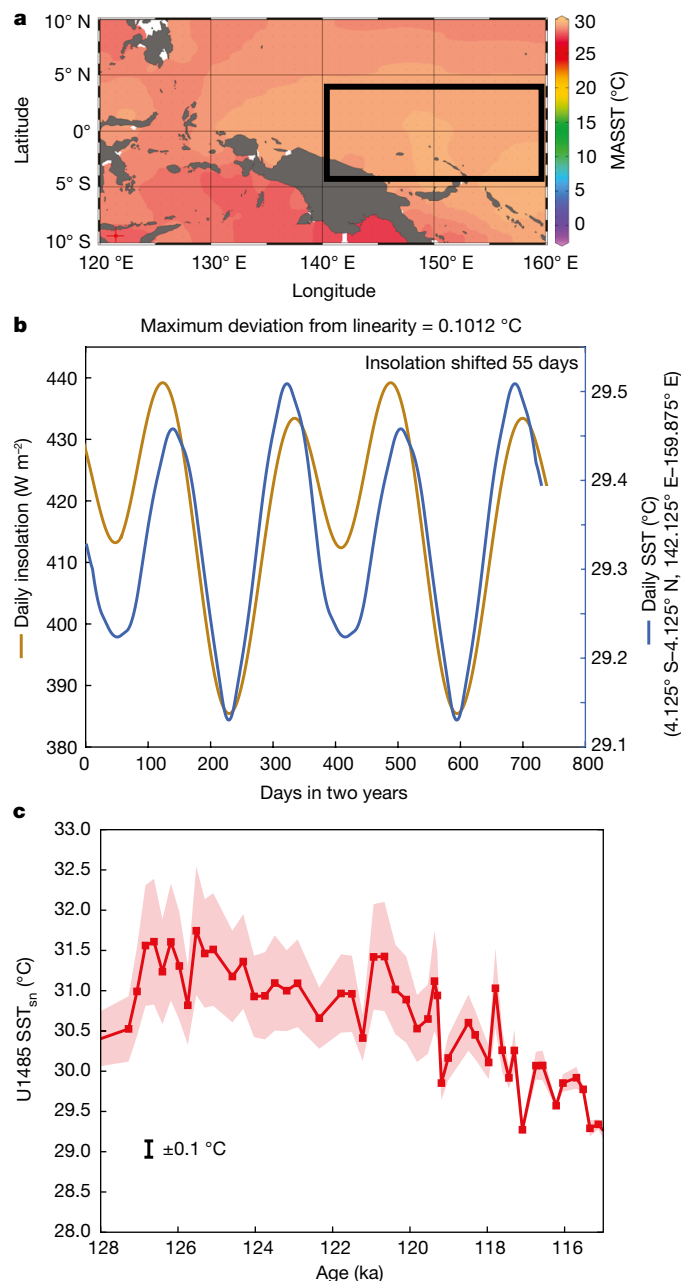 a
10° N
5° N
0°
5° S
10° S
Latitude
120 °E
130° E
140° E
150° E
160° E
Longitude
30
25
20
15
10
5
0
MASST (°C)
b
Maximum deviation from linearity = 0.1012 °C
Insolation shifted 55 days
440
430
420
410
400
390
380
Daily insolation (W m⁻²)
29.5
29.4
29.3
29.2
29.1
Daily SST (°C)
(4.125° S–4.125° N, 142.125° E–159.875° E)
0
100
200
300
400
500
600
700
800
Days in two years
c
33.0
32.5
32.0
31.5
31.0
30.5
30.0
29.5
29.0
28.5
28.0
U1485 SSTsn (°C)
±0.1 °C
128
126
124
122
120
118
116
Age (ka)